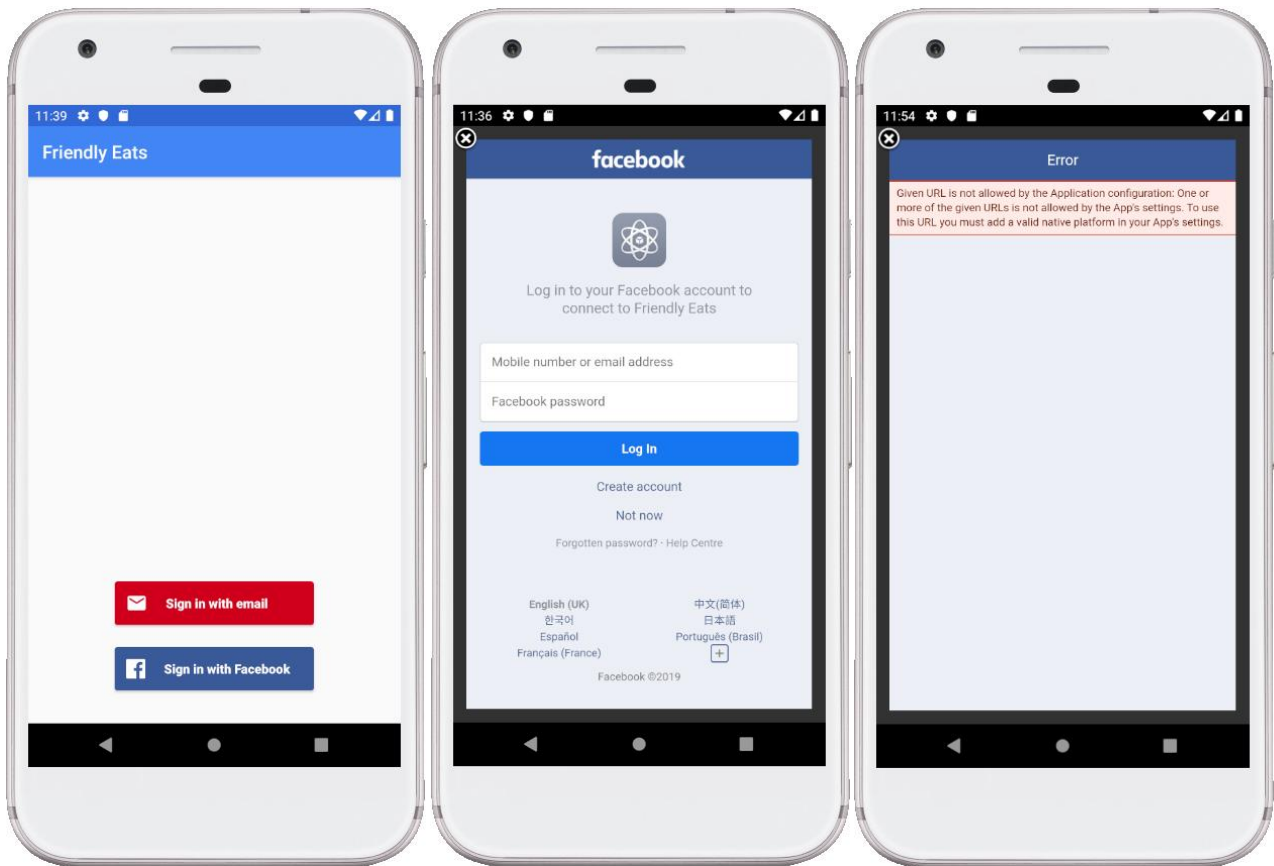 11:39
Friendly Eats
Sign in with email
Sign in with Facebook
11:36
facebook
Log in to your Facebook account to
connect to Friendly Eats
Mobile number or email address
Facebook password
Log In
Create account
Not now
Forgotten password? · Help Centre
English (UK) 中文(简体)
한국어 日本語
Español Português (Brasil)
Français (France)
Facebook ©2019
11:54
Error
Given URL is not allowed by the Application configuration: One or
more of the given URLs is not allowed by the App's settings. To use
this URL you must add a valid native platform in your App's settings.